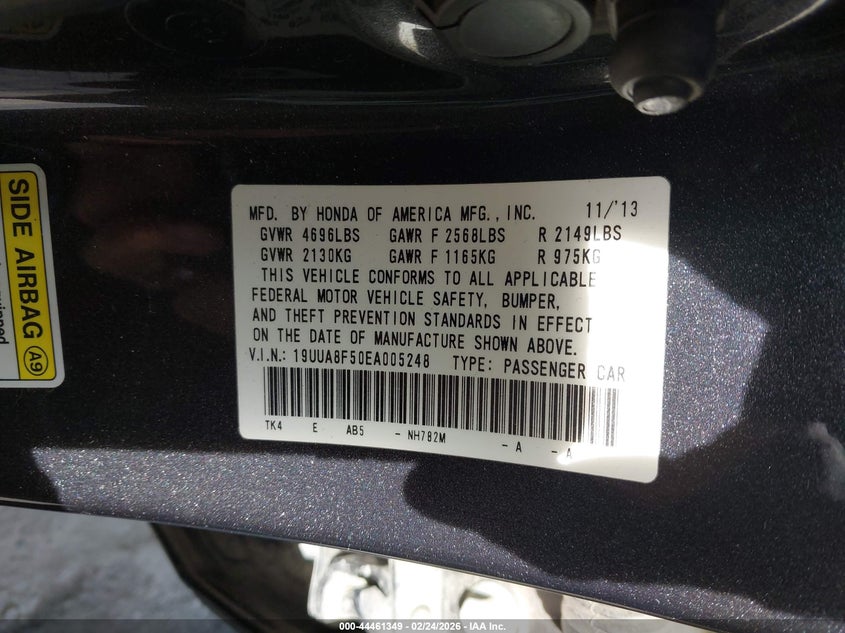 MFD. BY HONDA OF AMERICA MFG., INC. 11/'13
GVWR 4696LBS GAWR F 2568LBS R 2149LBS
GVWR 2130KG GAWR F 1165KG R 975KG
THIS VEHICLE CONFORMS TO ALL APPLICABLE
FEDERAL MOTOR VEHICLE SAFETY, BUMPER,
AND THEFT PREVENTION STANDARDS IN EFFECT
ON THE DATE OF MANUFACTURE SHOWN ABOVE.
V.I.N.: 19UUA8F50EA005248 TYPE: PASSENGER CAR
TK4 E AB5 - NH782M - A - A
SIDE AIRBAG A9
000-44461349 - 02/24/2026 - IAA Inc.